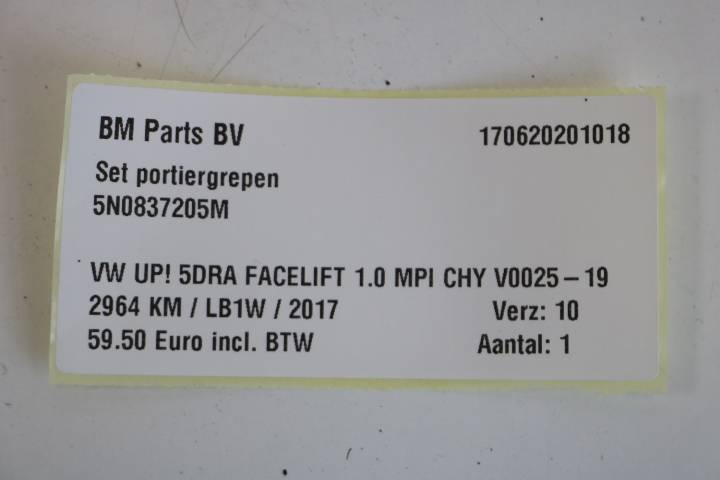 BM Parts BV 170620201018
Set portiergrepen
5N0837205M
VW UP! 5DRA FACELIFT 1.0 MPI CHY V0025-19
2964 KM / LB1W / 2017 Verz: 10
59.50 Euro incl. BTW Aantal: 1